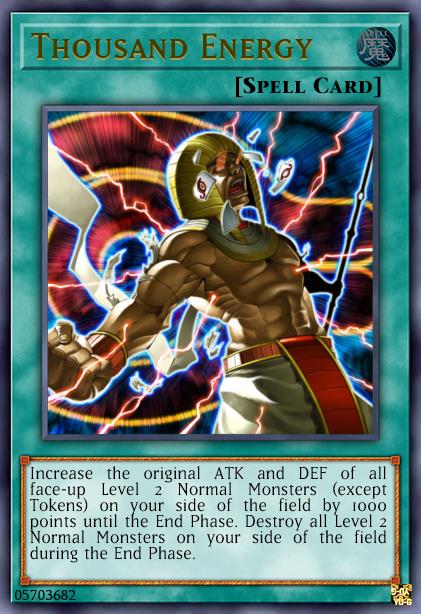 Thousand Energy
魔
[Spell Card]
Increase the original ATK and DEF of all
face-up Level 2 Normal Monsters (except
Tokens) on your side of the field by 1000
points until the End Phase. Destroy all Level 2
Normal Monsters on your side of the field
during the End Phase.
05703682